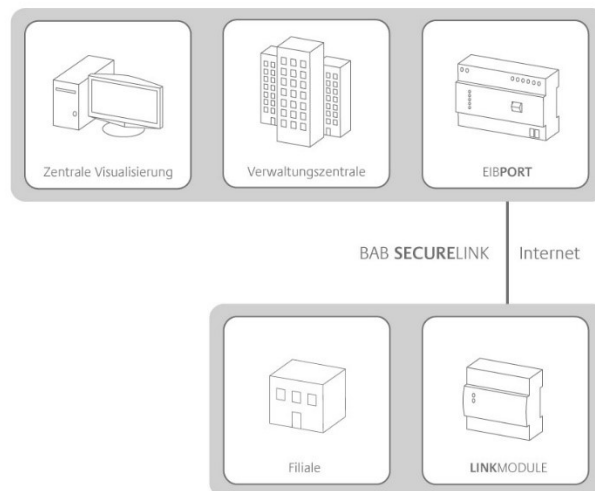 Zentrale Visualisierung
Verwaltungszentrale
EIBPORT
BAB SECURELINK
Internet
Filiale
LINKMODULE